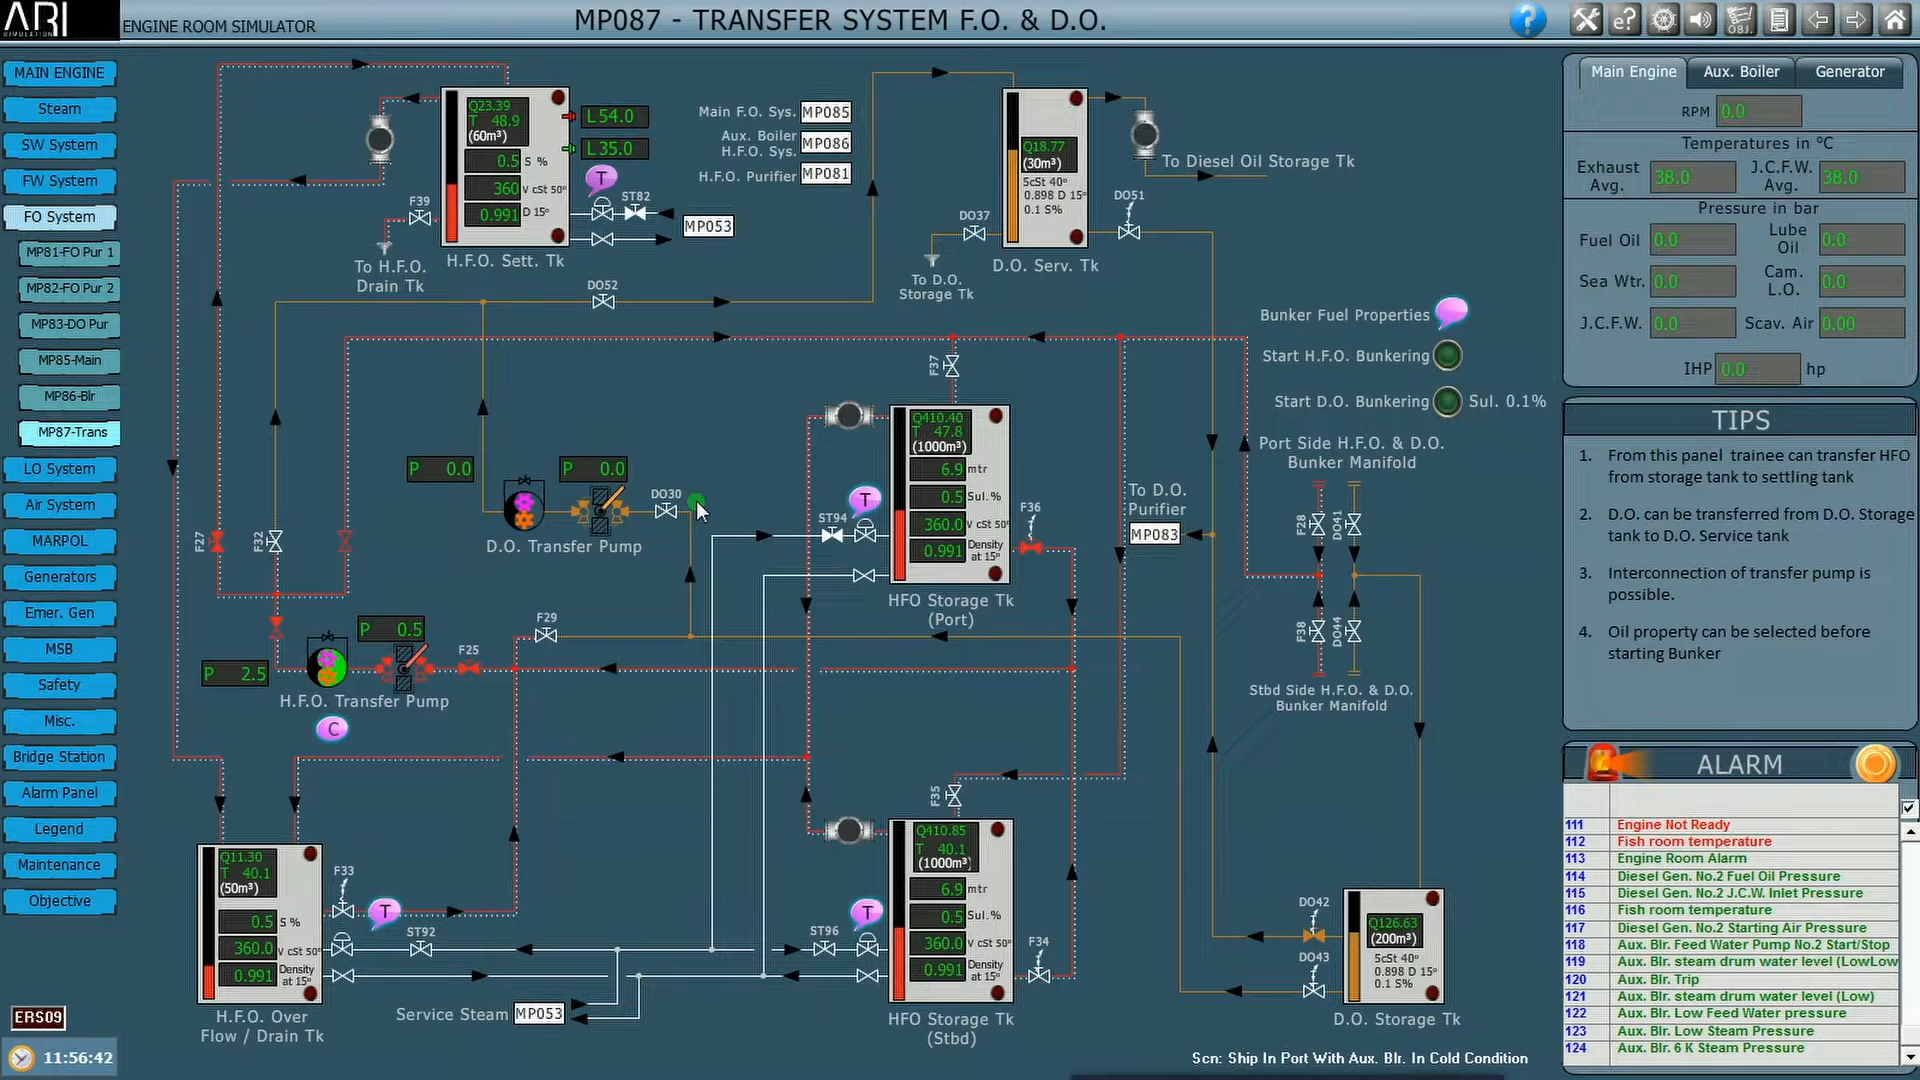 ARI
SIMULATION
ENGINE ROOM SIMULATOR
MP087 - TRANSFER SYSTEM F.O. & D.O.
?
e?
OBJ.
MAIN ENGINE
Steam
SW System
FW System
FO System
MP81-FO Pur 1
MP82-FO Pur 2
MP83-DO Pur
MP85-Main
MP86-Blr
MP87-Trans
LO System
Air System
MARPOL
Generators
Emer. Gen
MSB
Safety
Misc.
Bridge Station
Alarm Panel
Legend
Maintenance
Objective
ERS09
11:56:42
Q23.39
T 48.9
(60m³)
0.5 S %
360 V cSt 50°
0.991 D 15°
H.F.O. Sett. Tk
L54.0
L35.0
T
ST82
MP053
F39
To H.F.O.
Drain Tk
Main F.O. Sys. MP085
Aux. Boiler
H.F.O. Sys. MP086
H.F.O. Purifier MP081
Q18.77
(30m³)
5cSt 40°
0.898 D 15°
0.1 S%
D.O. Serv. Tk
To Diesel Oil Storage Tk
DO37
To D.O.
Storage Tk
DO51
DO52
Bunker Fuel Properties
Start H.F.O. Bunkering
Start D.O. Bunkering Sul. 0.1%
Port Side H.F.O. & D.O.
Bunker Manifold
F28
DO41
F38
DO44
Stbd Side H.F.O. & D.O.
Bunker Manifold
To D.O.
Purifier
MP083
F37
Q410.40
T 47.8
(1000m³)
6.9 mtr
0.5 Sul.%
360.0 V cSt 50°
0.991 Density
at 15°
HFO Storage Tk
(Port)
T
ST94
F36
P 0.0
P 0.0
DO30
D.O. Transfer Pump
F27
F32
F29
P 0.5
F25
P 2.5
H.F.O. Transfer Pump
C
F35
Q410.85
T 40.1
(1000m³)
6.9 mtr
0.5 Sul.%
360.0 V cSt 50°
0.991 Density
at 15°
HFO Storage Tk
(Stbd)
T
ST96
F34
Q11.30
T 40.1
(50m³)
0.5 S %
360.0 V cSt 50°
0.991 Density
at 15°
H.F.O. Over
Flow / Drain Tk
F33
T
ST92
Service Steam MP053
DO42
DO43
Q126.63
(200m³)
5cSt 40°
0.898 D 15°
0.1 S%
D.O. Storage Tk
Scn: Ship In Port With Aux. Blr. In Cold Condition
Main Engine
Aux. Boiler
Generator
RPM 0.0
Temperatures in °C
Exhaust
Avg. 38.0
J.C.F.W.
Avg. 38.0
Pressure in bar
Fuel Oil 0.0
Lube
Oil 0.0
Sea Wtr. 0.0
Cam.
L.O. 0.0
J.C.F.W. 0.0
Scav. Air 0.00
IHP 0.0 hp
TIPS
1. From this panel trainee can transfer HFO
from storage tank to settling tank
2. D.O. can be transferred from D.O. Storage
tank to D.O. Service tank
3. Interconnection of transfer pump is
possible.
4. Oil property can be selected before
starting Bunker
ALARM
111 Engine Not Ready
112 Fish room temperature
113 Engine Room Alarm
114 Diesel Gen. No.2 Fuel Oil Pressure
115 Diesel Gen. No.2 J.C.W. Inlet Pressure
116 Fish room temperature
117 Diesel Gen. No.2 Starting Air Pressure
118 Aux. Blr. Feed Water Pump No.2 Start/Stop
119 Aux. Blr. steam drum water level (LowLow
120 Aux. Blr. Trip
121 Aux. Blr. steam drum water level (Low)
122 Aux. Blr. Low Feed Water pressure
123 Aux. Blr. Low Steam Pressure
124 Aux. Blr. 6 K Steam Pressure